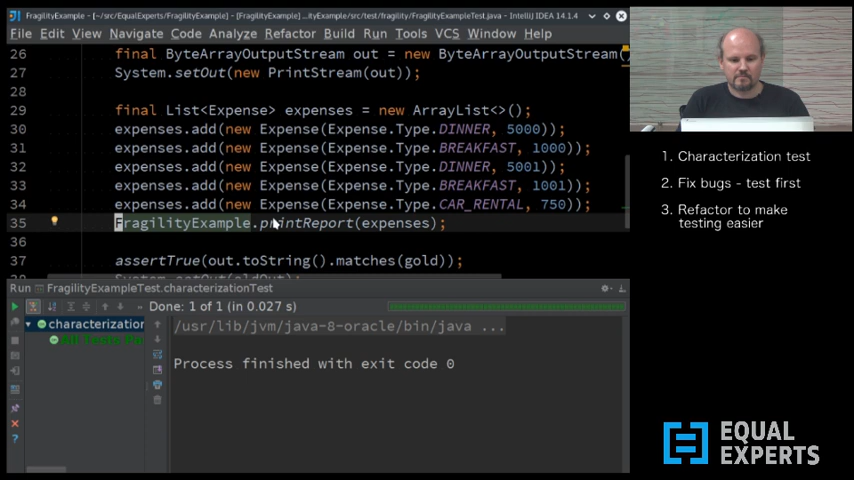 FragilityExample - [~/src/EqualExperts/FragilityExample] - [FragilityExample] - ...ityExample/src/test/fragility/FragilityExampleTest.java - IntelliJ IDEA 14.1.4
File Edit View Navigate Code Analyze Refactor Build Run Tools VCS Window Help
26 final ByteArrayOutputStream out = new ByteArrayOutputStream()
27 System.setOut(new PrintStream(out));
28
29 final List<Expense> expenses = new ArrayList<>();
30 expenses.add(new Expense(Expense.Type.DINNER, 5000));
31 expenses.add(new Expense(Expense.Type.BREAKFAST, 1000));
32 expenses.add(new Expense(Expense.Type.DINNER, 5001));
33 expenses.add(new Expense(Expense.Type.BREAKFAST, 1001));
34 expenses.add(new Expense(Expense.Type.CAR_RENTAL, 750));
35 FragilityExample.printReport(expenses);
36
37 assertTrue(out.toString().matches(gold));
38 System.setOut(oldOut);
Run FragilityExampleTest.characterizationTest
Done: 1 of 1 (in 0.027 s)
characterization
All Tests Pa
/usr/lib/jvm/java-8-oracle/bin/java ...
Process finished with exit code 0
1. Characterization test
2. Fix bugs - test first
3. Refactor to make
testing easier
EQUAL
EXPERTS